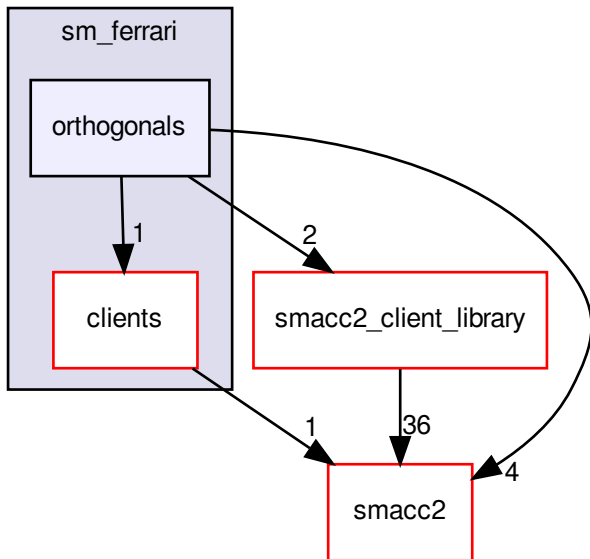 sm_ferrari
orthogonals
1
2
clients
smacc2_client_library
1
36
4
smacc2